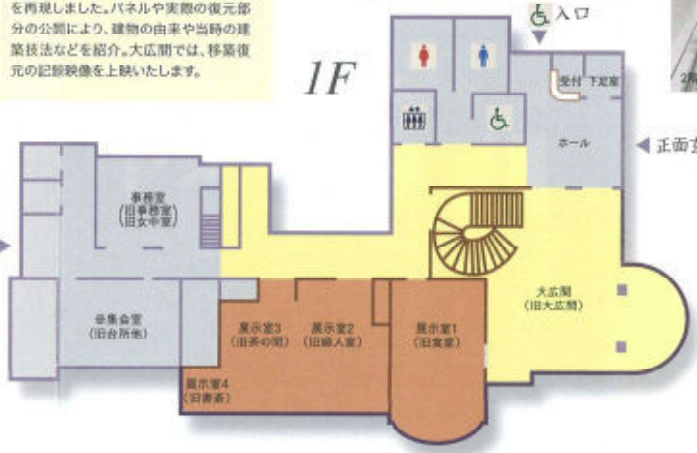 を再現しました。パネルや実際の復元部
分の公開により、建物の由来や当時の建
築技法などを紹介。大広間では、移築復
元の記録映像を上映いたします。
1F
入口
受付 下足室
ホール
正面玄
事務室
(旧事務室)
(旧女中室)
大広間
(旧大広間)
集会室
(旧台所他)
展示室3
(旧茶の間)
展示室2
(旧婦人室)
展示室1
(旧食堂)
展示室4
(旧書斎)